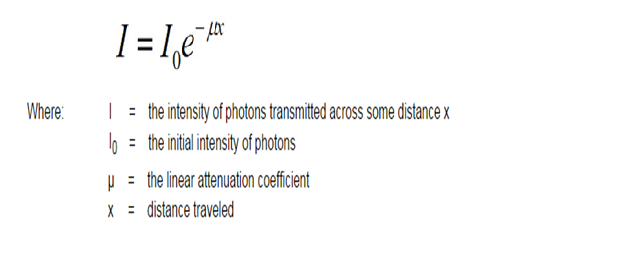 I = I₀e^{-μx}
Where: I = the intensity of photons transmitted across some distance x
I₀ = the initial intensity of photons
μ = the linear attenuation coefficient
x = distance traveled